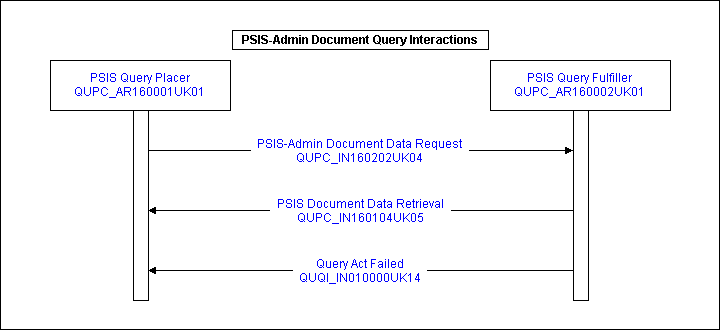 PSIS-Admin Document Query Interactions
PSIS Query Placer
QUPC_AR160001UK01
PSIS Query Fulfiller
QUPC_AR160002UK01
PSIS-Admin Document Data Request
QUPC_IN160202UK04
PSIS Document Data Retrieval
QUPC_IN160104UK05
Query Act Failed
QUQI_IN010000UK14